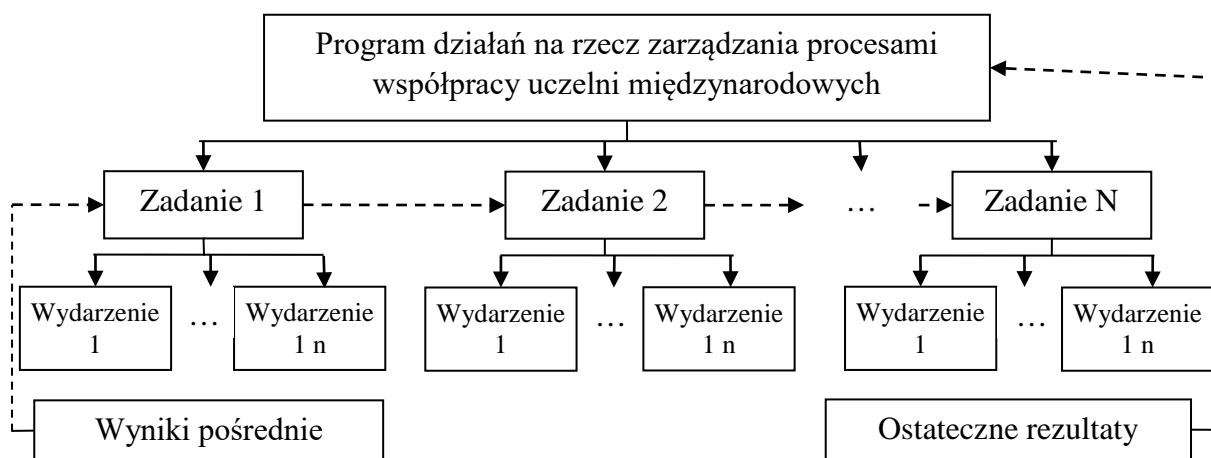 Program działań na rzecz zarządzania procesami
współpracy uczelni międzynarodowych
Zadanie 1
Zadanie 2
…
Zadanie N
Wydarzenie
1
…
Wydarzenie
1 n
Wydarzenie
1
…
Wydarzenie
1 n
Wydarzenie
1
…
Wydarzenie
1 n
Wyniki pośrednie
Ostateczne rezultaty